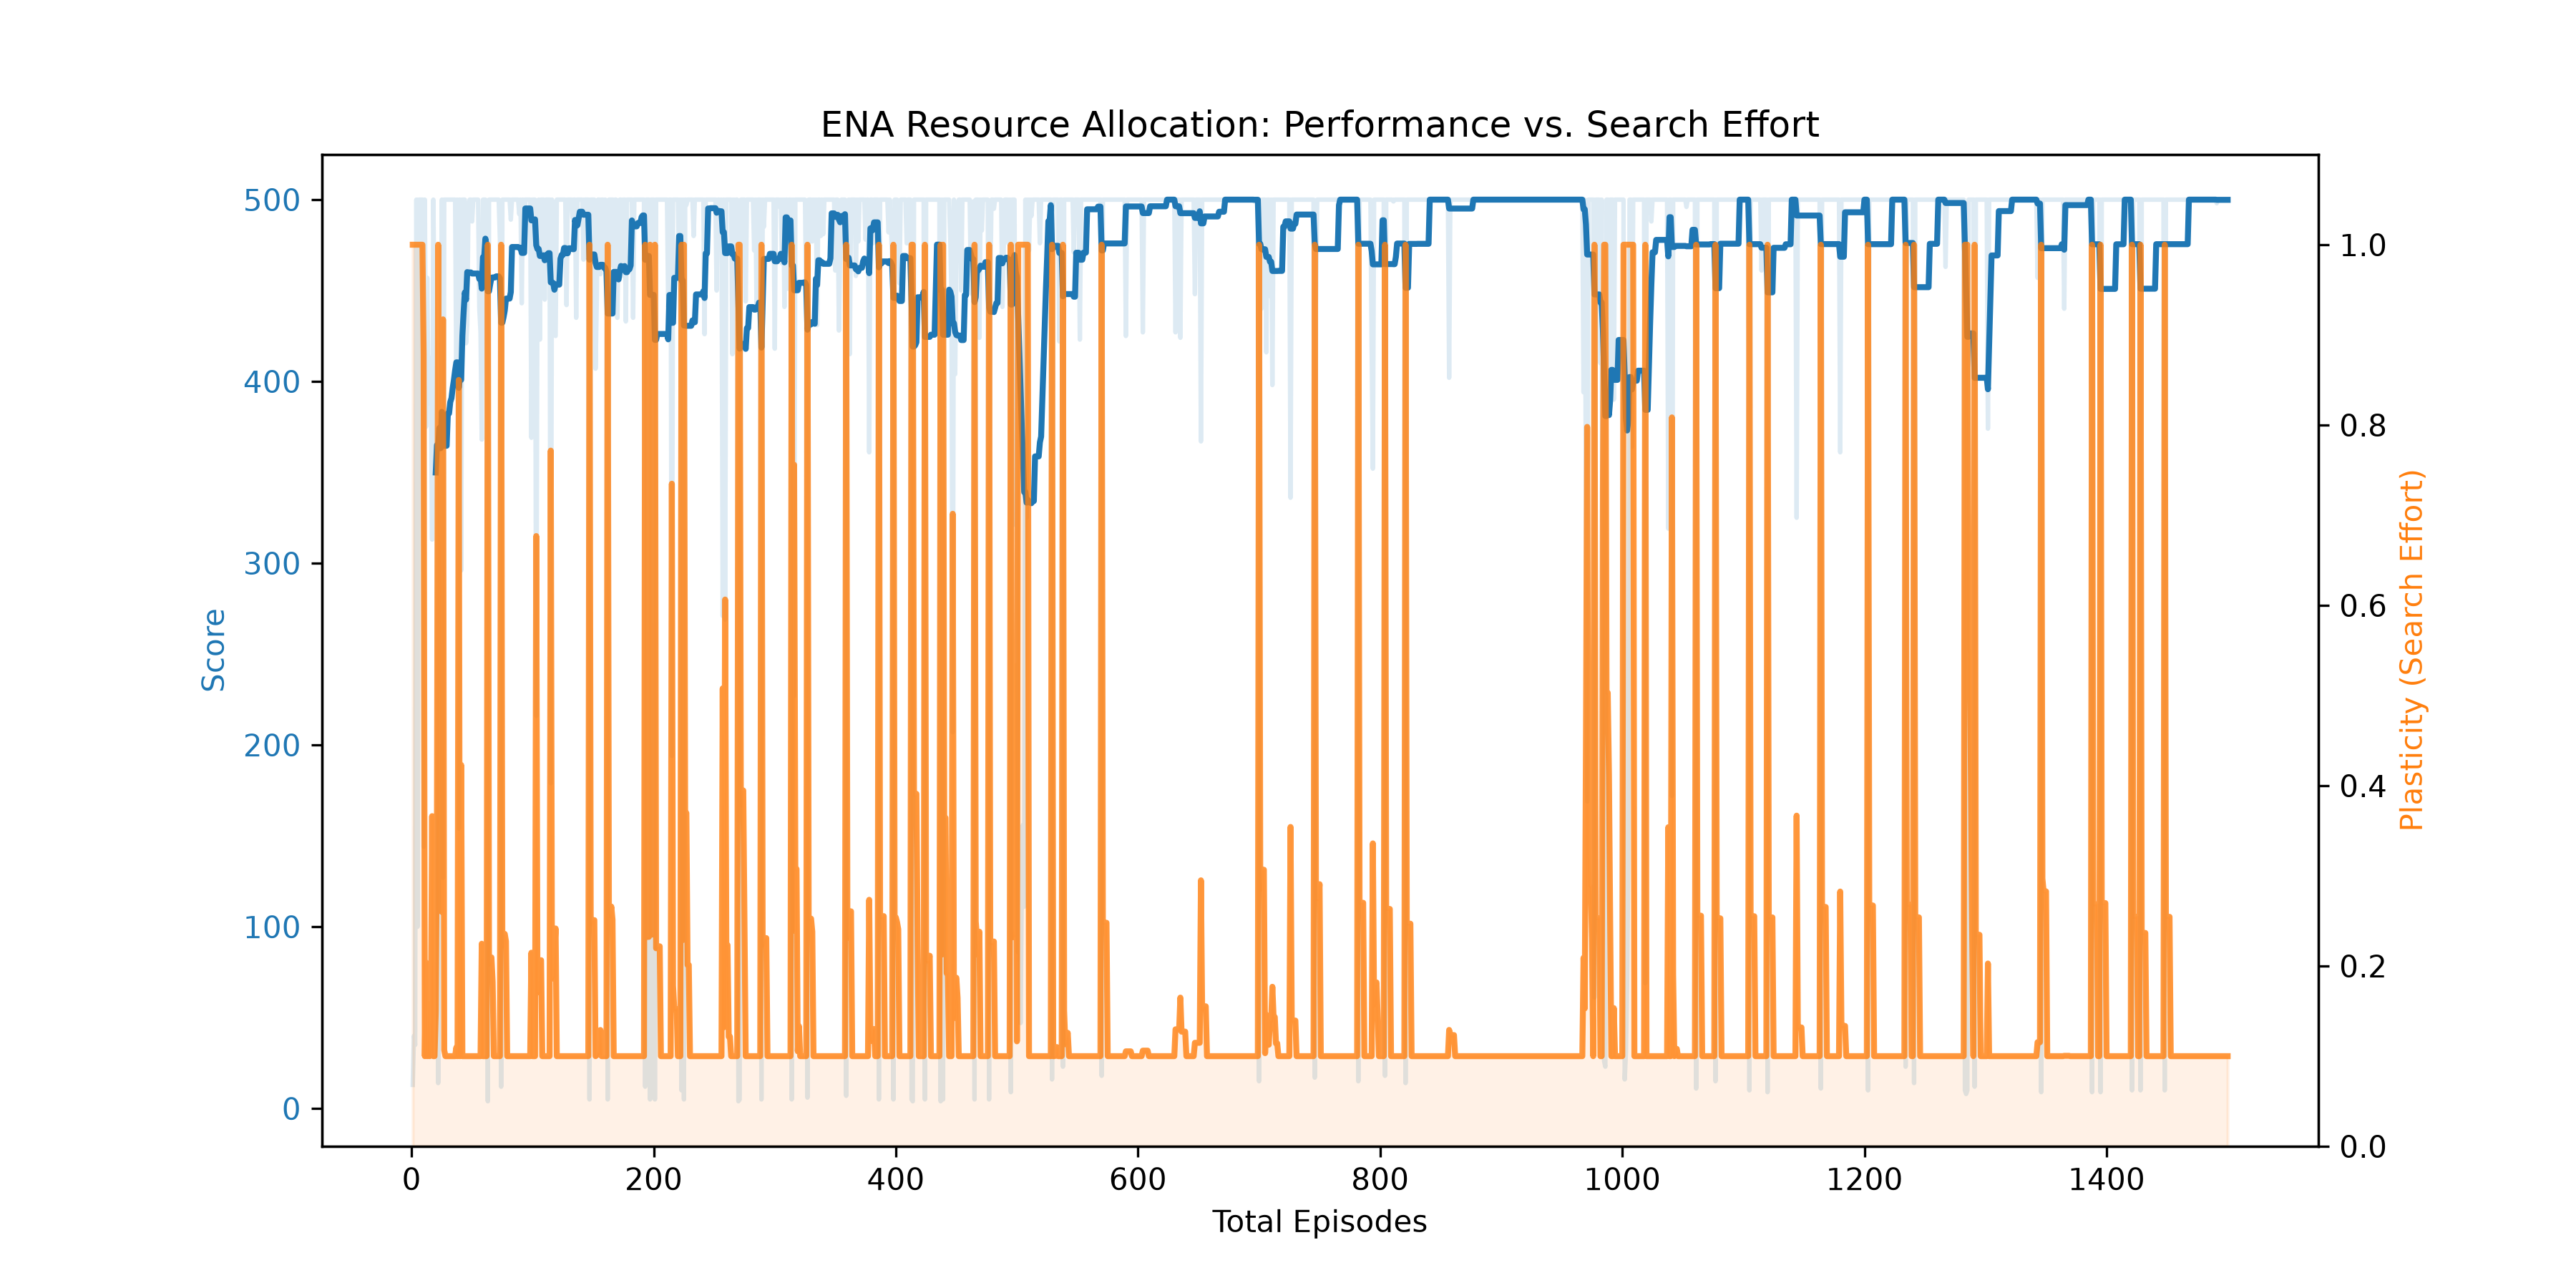 ENA Resource Allocation: Performance vs. Search Effort
500
400
300
200
100
0
Score
1.0
0.8
0.6
0.4
0.2
0.0
Plasticity (Search Effort)
0 200 400 600 800 1000 1200 1400
Total Episodes